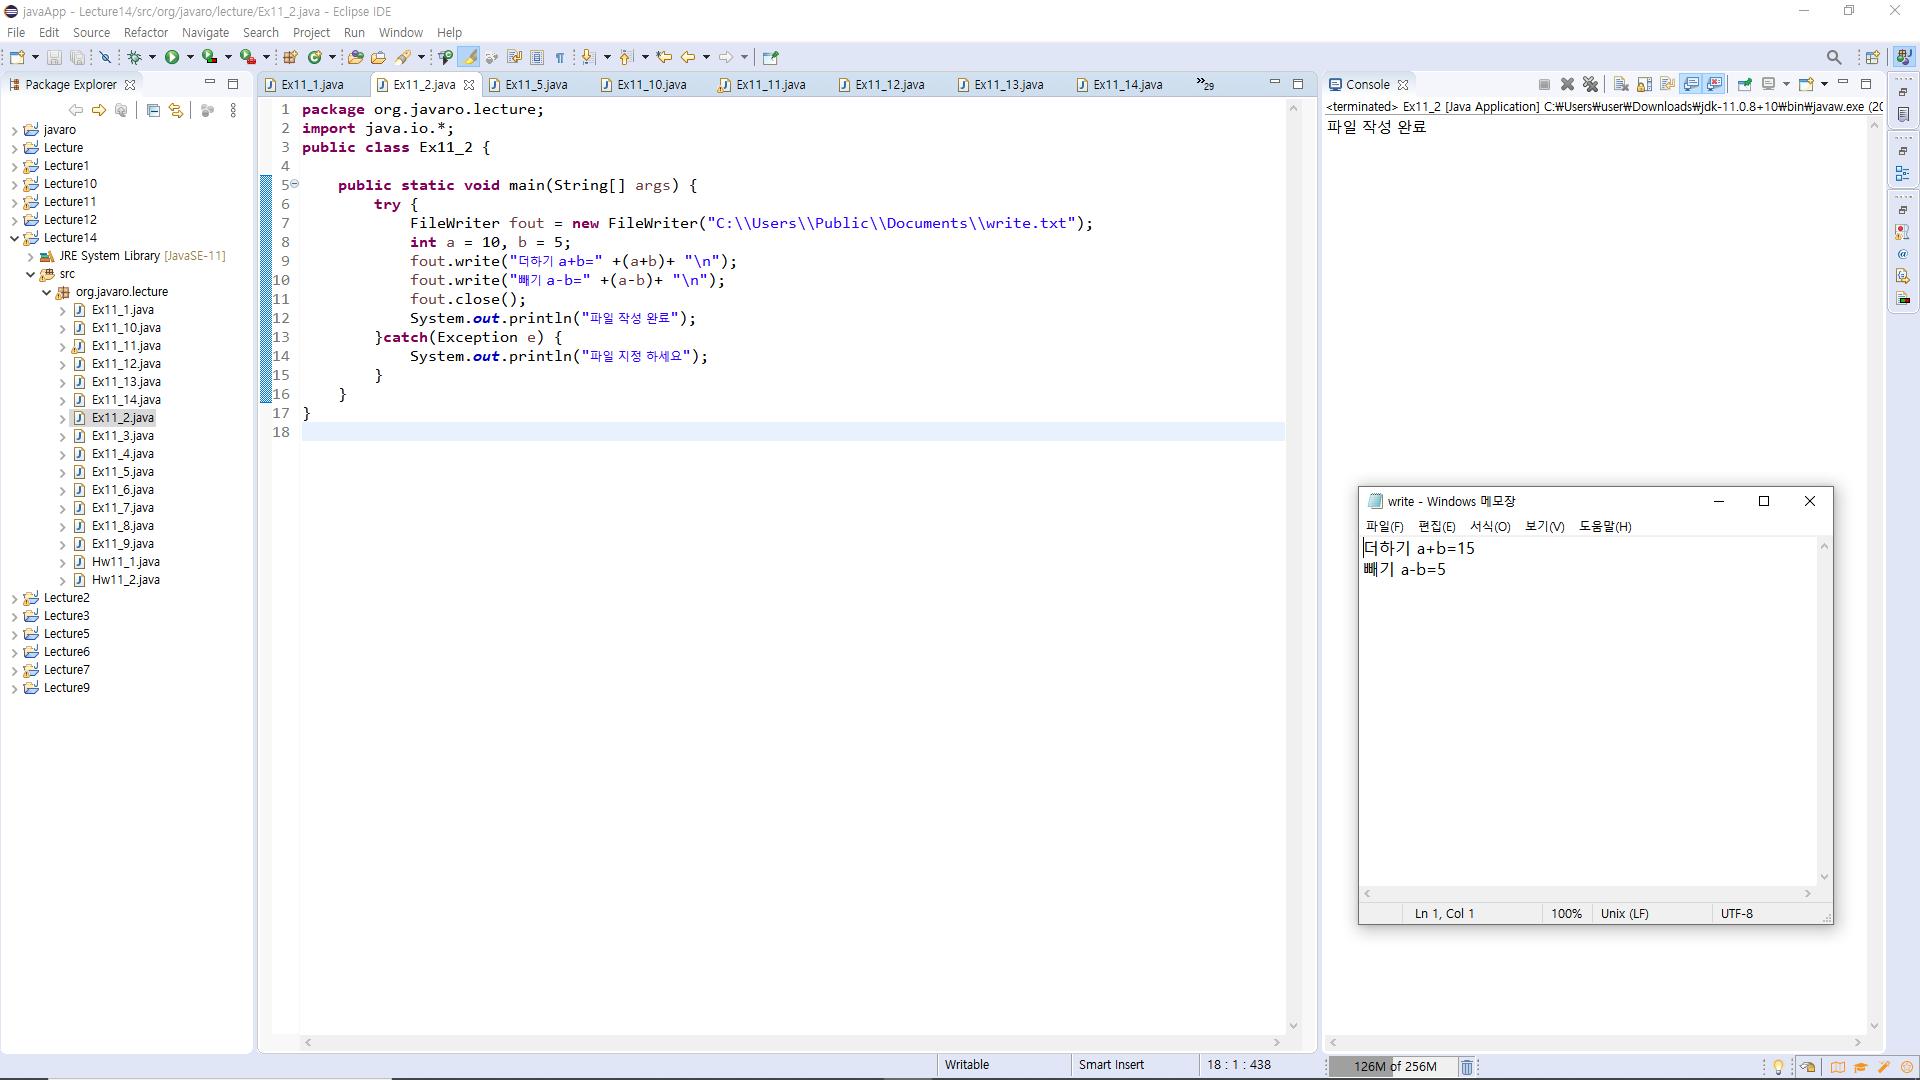 javaApp - Lecture14/src/org/javaro/lecture/Ex11_2.java - Eclipse IDE
File Edit Source Refactor Navigate Search Project Run Window Help
Package Explorer
javaro
Lecture
Lecture1
Lecture10
Lecture11
Lecture12
Lecture14
JRE System Library [JavaSE-11]
src
org.javaro.lecture
Ex11_1.java
Ex11_10.java
Ex11_11.java
Ex11_12.java
Ex11_13.java
Ex11_14.java
Ex11_2.java
Ex11_3.java
Ex11_4.java
Ex11_5.java
Ex11_6.java
Ex11_7.java
Ex11_8.java
Ex11_9.java
Hw11_1.java
Hw11_2.java
Lecture2
Lecture3
Lecture5
Lecture6
Lecture7
Lecture9
Ex11_1.java Ex11_2.java Ex11_5.java Ex11_10.java Ex11_11.java Ex11_12.java Ex11_13.java Ex11_14.java »29
1 package org.javaro.lecture;
2 import java.io.*;
3 public class Ex11_2 {
4
5     public static void main(String[] args) {
6         try {
7             FileWriter fout = new FileWriter("C:\\Users\\Public\\Documents\\write.txt");
8             int a = 10, b = 5;
9             fout.write("더하기 a+b=" +(a+b)+ "\n");
10             fout.write("빼기 a-b=" +(a-b)+ "\n");
11             fout.close();
12             System.out.println("파일 작성 완료");
13         }catch(Exception e) {
14             System.out.println("파일 지정 하세요");
15         }
16     }
17 }
18
Console
<terminated> Ex11_2 [Java Application] C:₩Users₩user₩Downloads₩jdk-11.0.8+10₩bin₩javaw.exe (20
파일 작성 완료
write - Windows 메모장
파일(F) 편집(E) 서식(O) 보기(V) 도움말(H)
더하기 a+b=15
빼기 a-b=5
Ln 1, Col 1 100% Unix (LF) UTF-8
Writable Smart Insert 18 : 1 : 438 126M of 256M